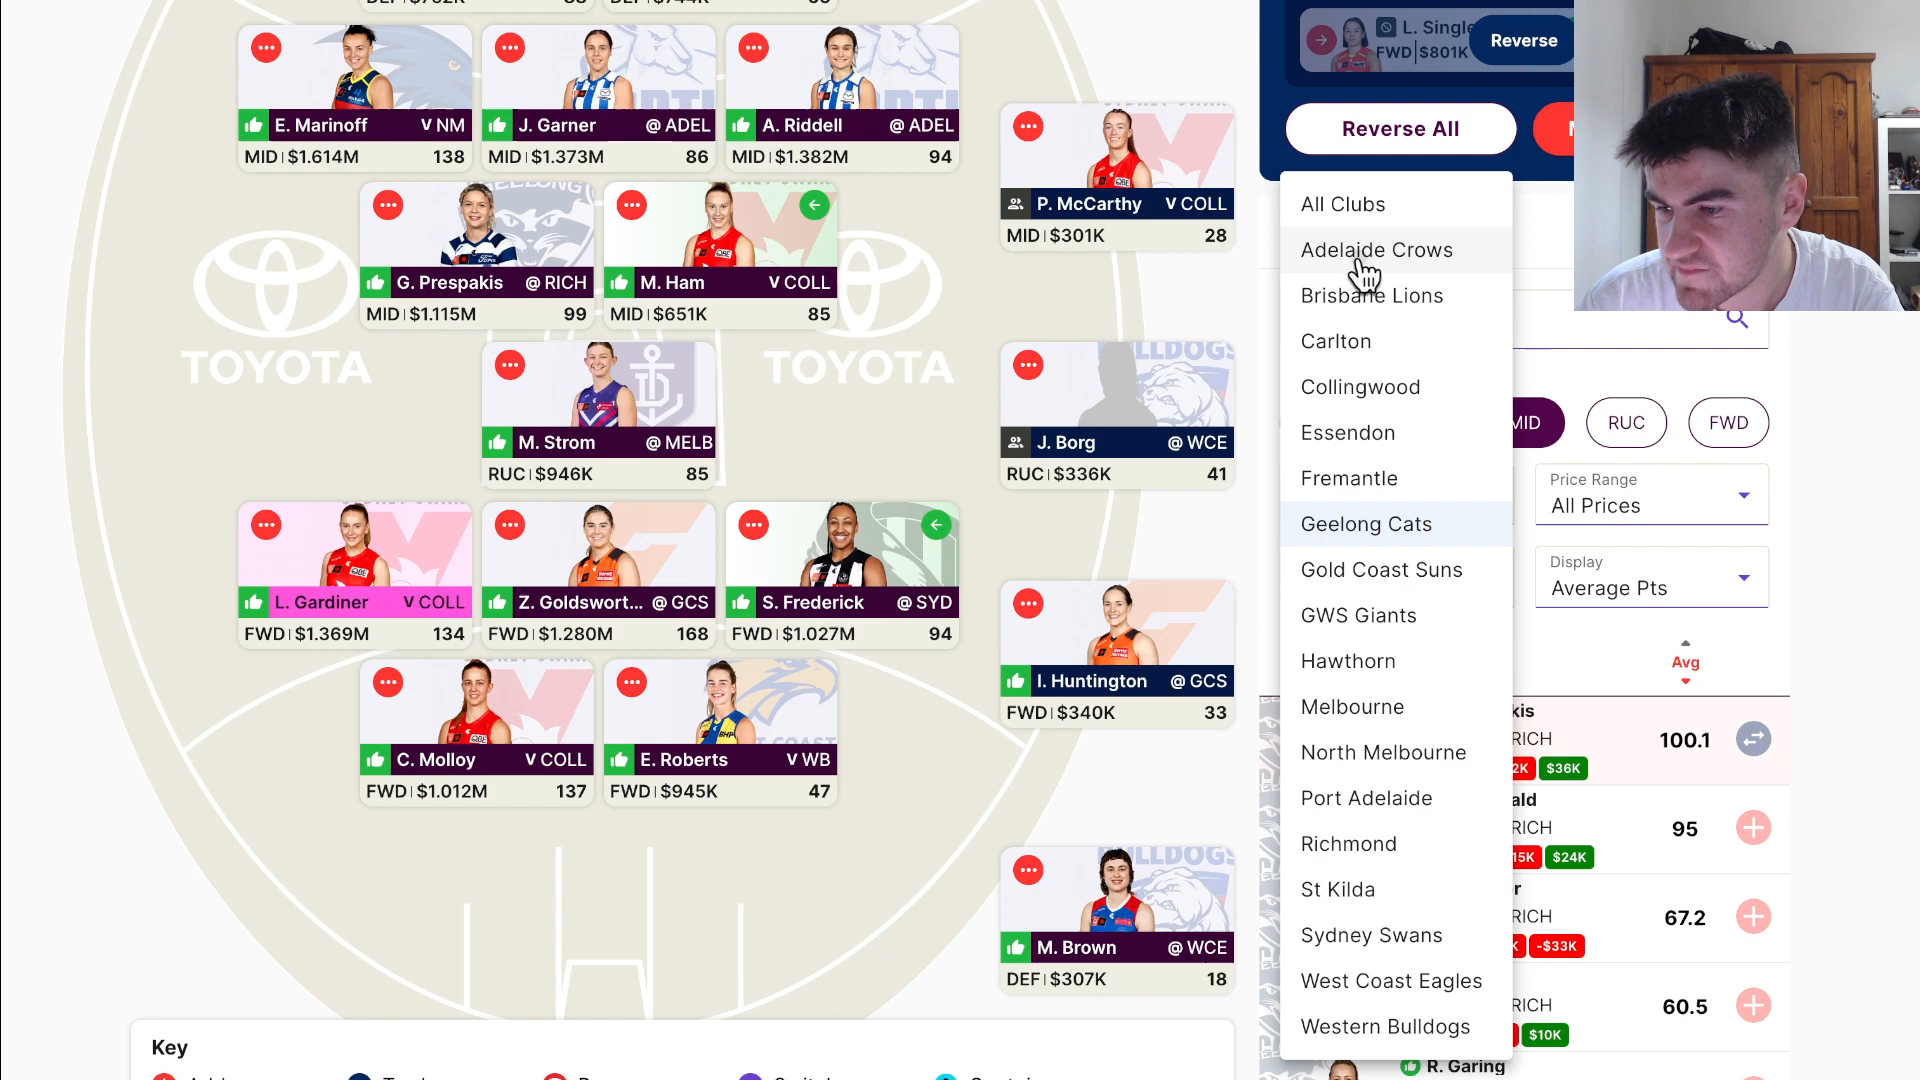 E. Marinoff V NM
MID $1.614M 138
J. Garner @ ADEL
MID $1.373M 86
A. Riddell @ ADEL
MID $1.382M 94
P. McCarthy V COLL
MID $301K 28
G. Prespakis @ RICH
MID $1.115M 99
M. Ham V COLL
MID $651K 85
TOYOTA
TOYOTA
M. Strom @ MELB
RUC $946K 85
J. Borg @ WCE
RUC $336K 41
L. Gardiner V COLL
FWD $1.369M 134
Z. Goldswort... @ GCS
FWD $1.280M 168
S. Frederick @ SYD
FWD $1.027M 94
I. Huntington @ GCS
FWD $340K 33
C. Molloy V COLL
FWD $1.012M 137
E. Roberts V WB
FWD $945K 47
M. Brown @ WCE
DEF $307K 18
Key
L. Single
FWD $801K
Reverse
Reverse All
All Clubs
Adelaide Crows
Brisbane Lions
Carlton
Collingwood
Essendon
Fremantle
Geelong Cats
Gold Coast Suns
GWS Giants
Hawthorn
Melbourne
North Melbourne
Port Adelaide
Richmond
St Kilda
Sydney Swans
West Coast Eagles
Western Bulldogs
MID
RUC
FWD
Price Range
All Prices
Display
Average Pts
Avg
kis
RICH 100.1
2K $36K
ald
RICH 95
15K $24K
r
RICH 67.2
K -$33K
RICH 60.5
$10K
R. Garing